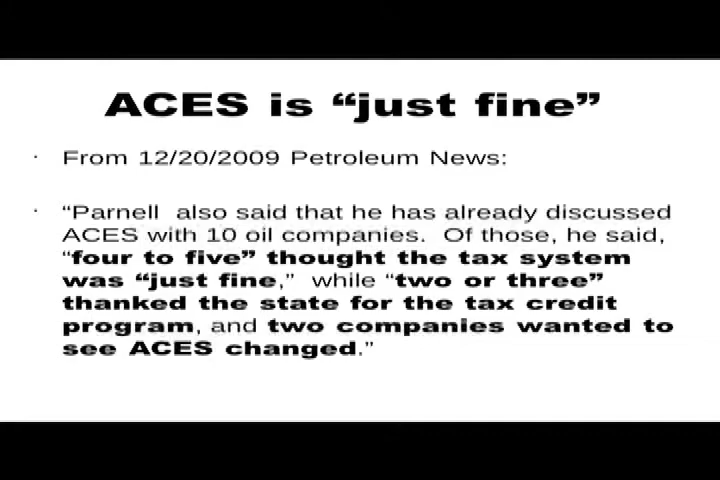 ACES is “just fine”
· From 12/20/2009 Petroleum News:
· “Parnell  also said that he has already discussed
ACES with 10 oil companies.  Of those, he said,
“four to five” thought the tax system
was “just fine,”  while “two or three”
thanked the state for the tax credit
program, and two companies wanted to
see ACES changed.”